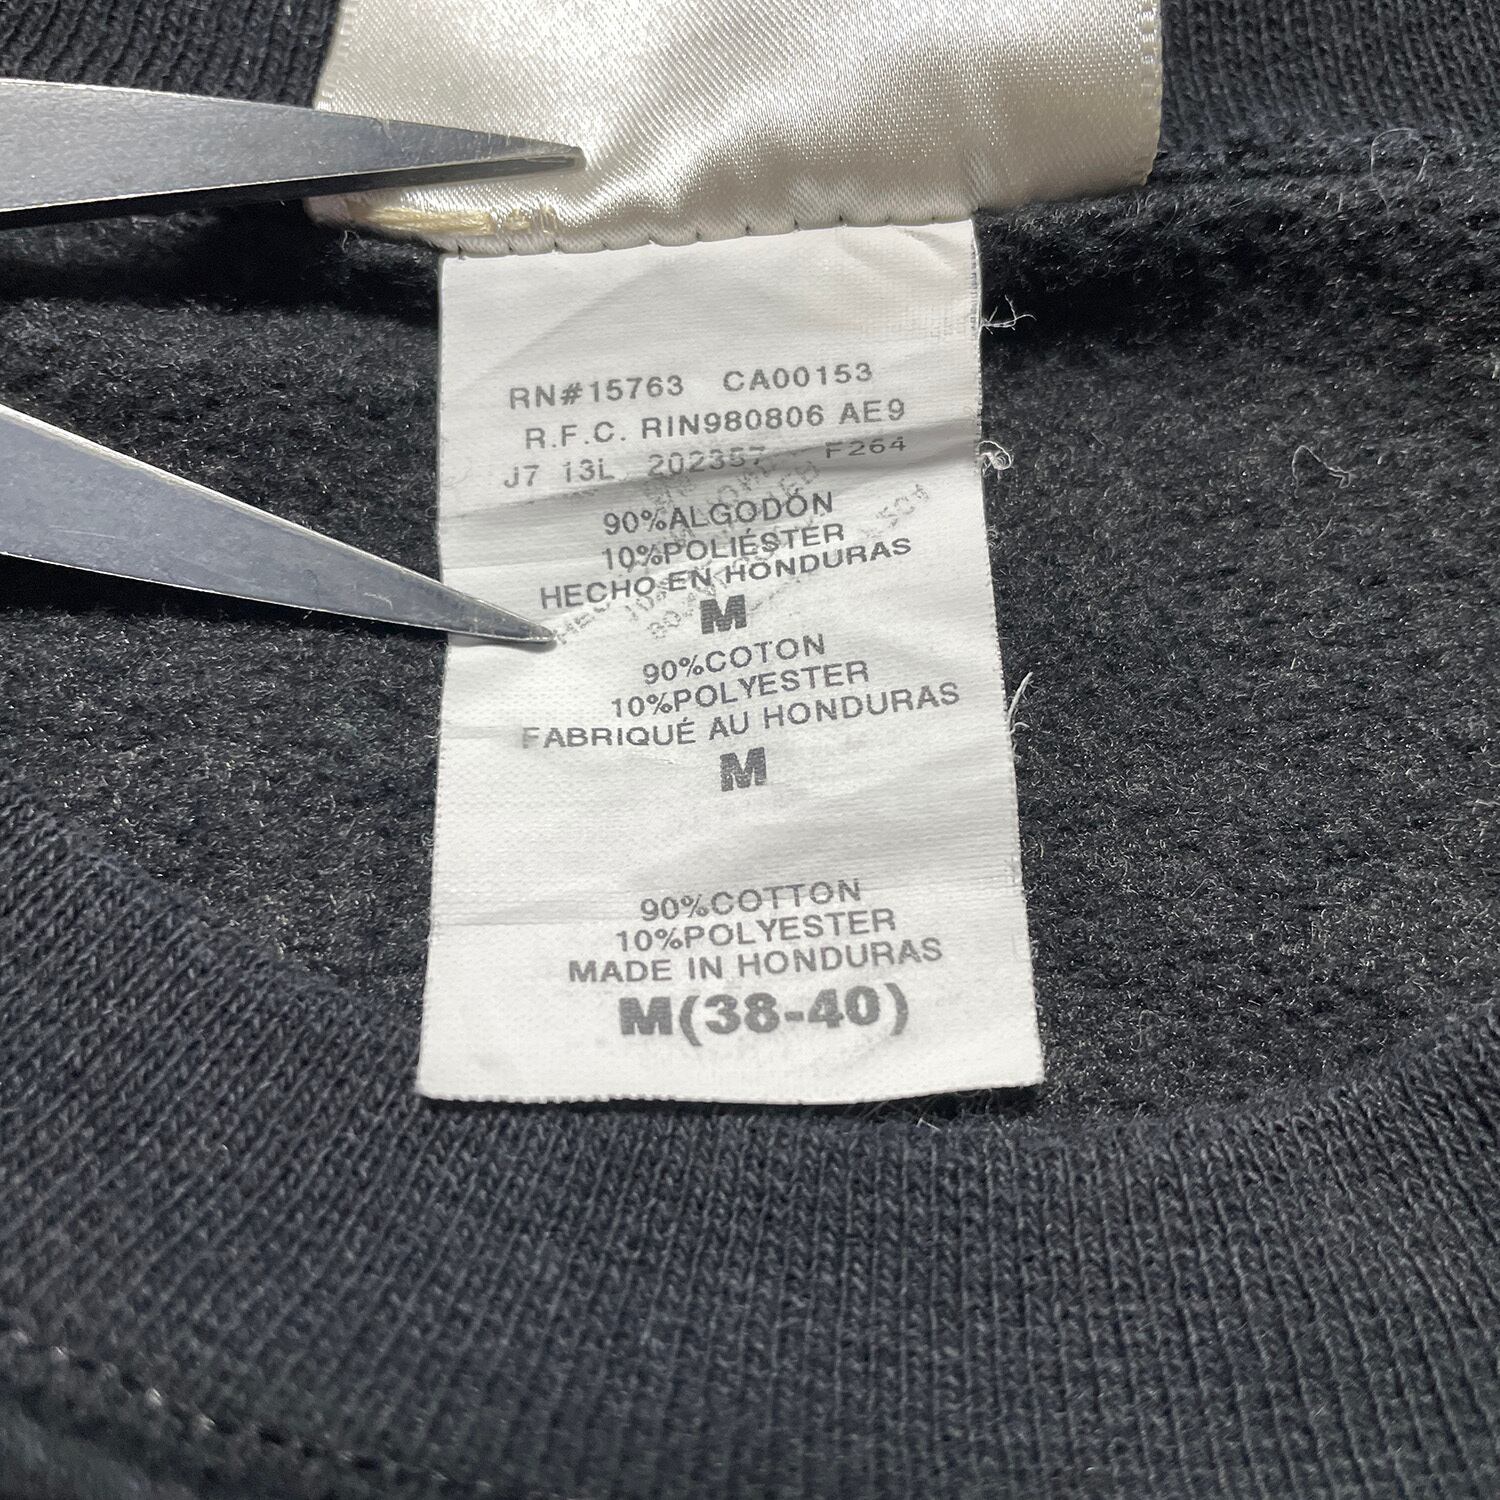 RN#15763 CA00153
R.F.C. RIN980806 AE9
J7 13L 202357 F264
90%ALGODÓN
10%POLIÉSTER
HECHO EN HONDURAS
M
90%COTON
10%POLYESTER
FABRIQUÉ AU HONDURAS
M
90%COTTON
10%POLYESTER
MADE IN HONDURAS
M(38-40)